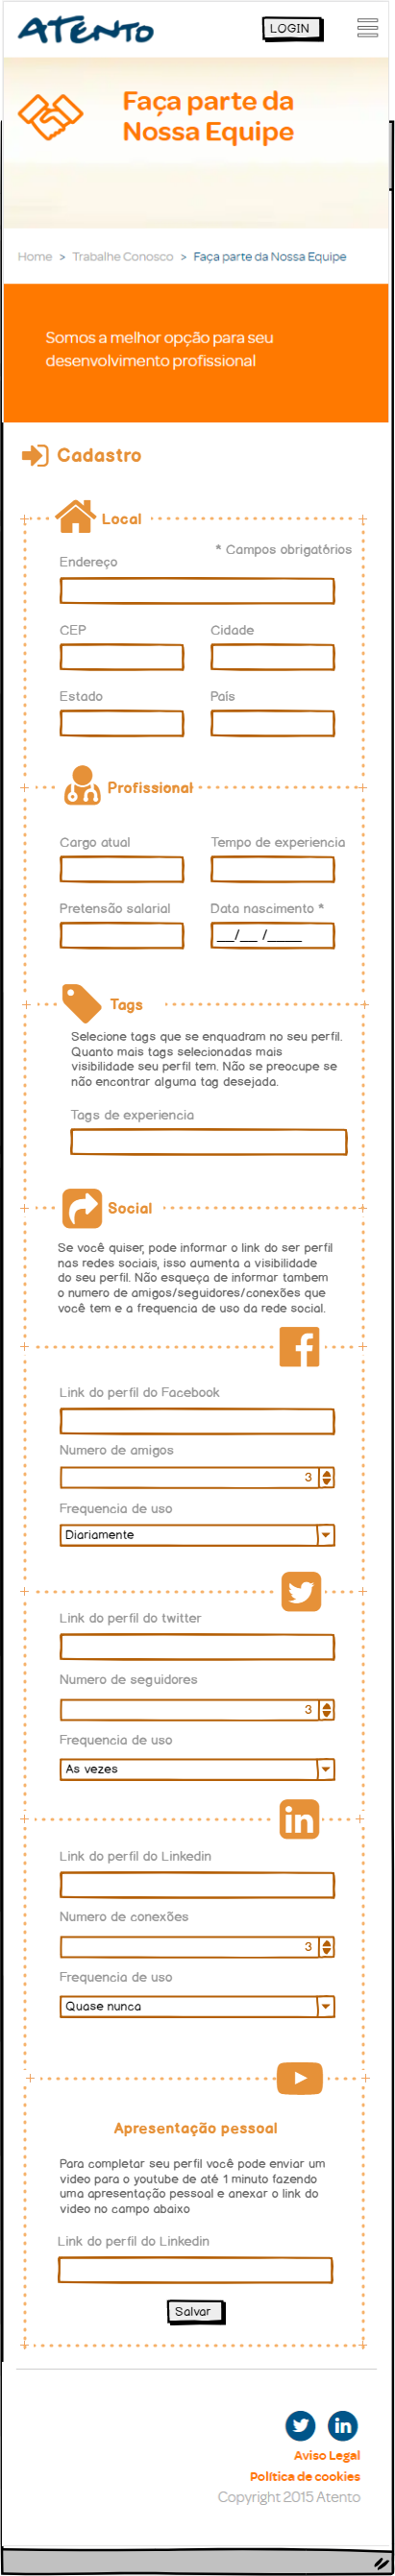 ATENTO
LOGIN
Faça parte da
Nossa Equipe
Home > Trabalhe Conosco > Faça parte da Nossa Equipe
Somos a melhor opção para seu
desenvolvimento profissional
Cadastro
Local
* Campos obrigatórios
Endereço
CEP Cidade
Estado País
Profissional
Cargo atual Tempo de experiencia
Pretensão salarial Data nascimento *
__/__ /____
Tags
Selecione tags que se enquadram no seu perfil.
Quanto mais tags selecionadas mais
visibilidade seu perfil tem. Não se preocupe se
não encontrar alguma tag desejada.
Tags de experiencia
Social
Se você quiser, pode informar o link do ser perfil
nas redes sociais, isso aumenta a visibilidade
do seu perfil. Não esqueça de informar tambem
o numero de amigos/seguidores/conexões que
você tem e a frequencia de uso da rede social.
Link do perfil do Facebook
Numero de amigos
3
Frequencia de uso
Diariamente
Link do perfil do twitter
Numero de seguidores
3
Frequencia de uso
As vezes
in
Link do perfil do Linkedin
Numero de conexões
3
Frequencia de uso
Quase nunca
Apresentação pessoal
Para completar seu perfil você pode enviar um
video para o youtube de até 1 minuto fazendo
uma apresentação pessoal e anexar o link do
video no campo abaixo
Link do perfil do Linkedin
Salvar
in
Aviso Legal
Política de cookies
Copyright 2015 Atento